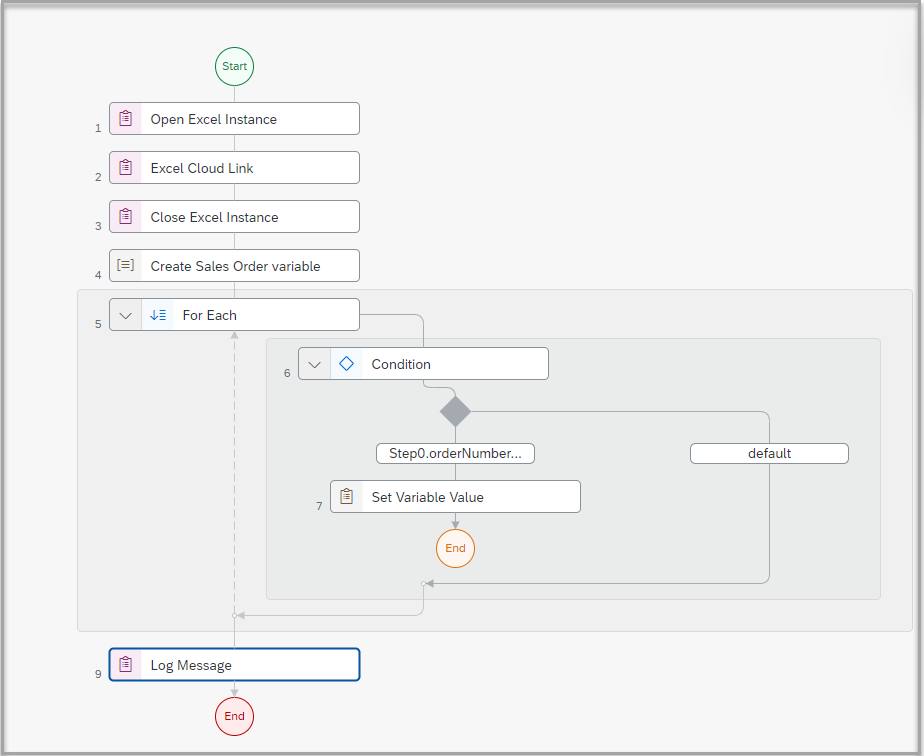 Start
1 Open Excel Instance
2 Excel Cloud Link
3 Close Excel Instance
4 Create Sales Order variable
5 For Each
6 Condition
Step0.orderNumber... default
7 Set Variable Value
End
9 Log Message
End